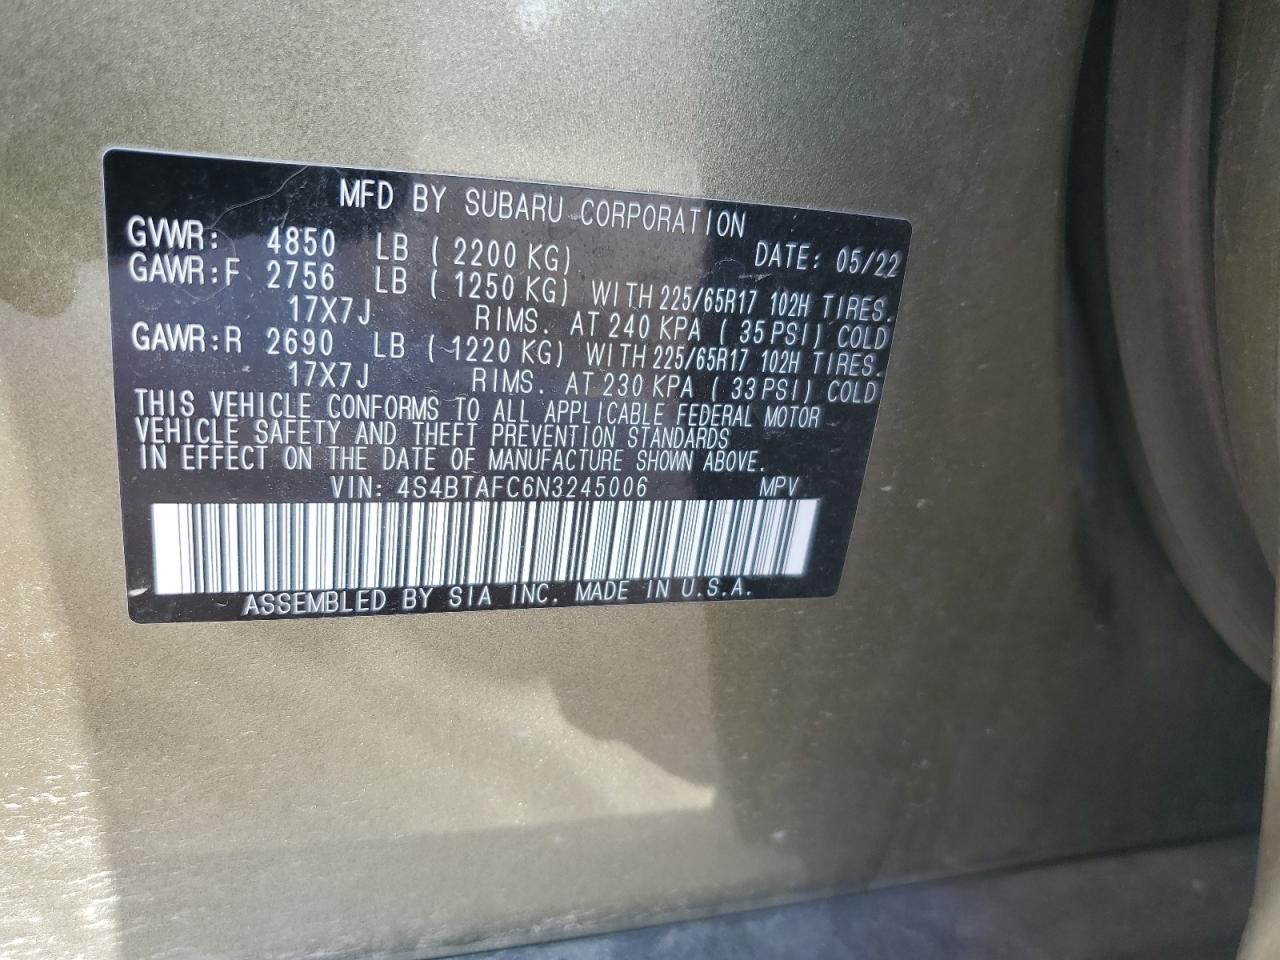 MFD BY SUBARU CORPORATION
GVWR: 4850 LB ( 2200 KG) DATE: 05/22
GAWR:F 2756 LB ( 1250 KG) WITH 225/65R17 102H TIRES.
17X7J RIMS. AT 240 KPA ( 35 PSI) COLD
GAWR:R 2690 LB ( 1220 KG) WITH 225/65R17 102H TIRES.
17X7J RIMS. AT 230 KPA ( 33 PSI) COLD
THIS VEHICLE CONFORMS TO ALL APPLICABLE FEDERAL MOTOR
VEHICLE SAFETY AND THEFT PREVENTION STANDARDS
IN EFFECT ON THE DATE OF MANUFACTURE SHOWN ABOVE.
VIN: 4S4BTAFC6N3245006 MPV
ASSEMBLED BY SIA INC. MADE IN U.S.A.